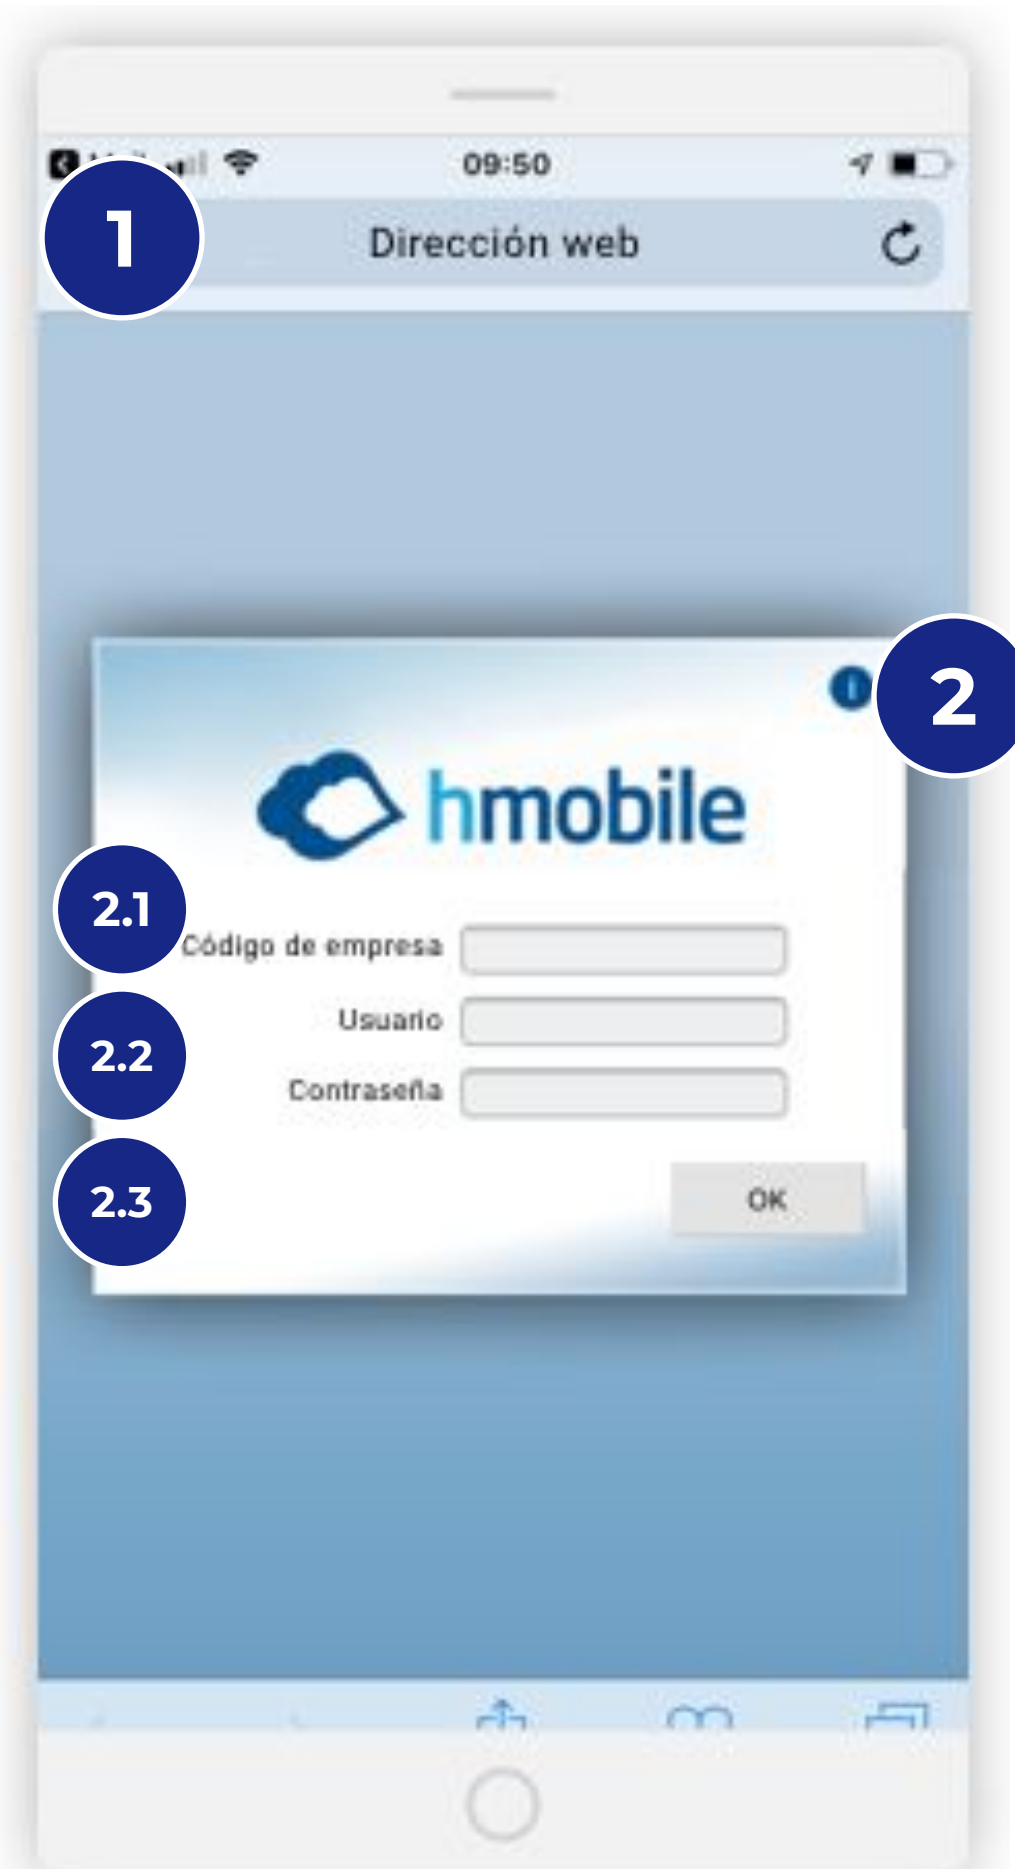 09:50
1
Dirección web
2
hmobile
2.1
Código de empresa
Usuario
2.2
Contraseña
2.3
OK